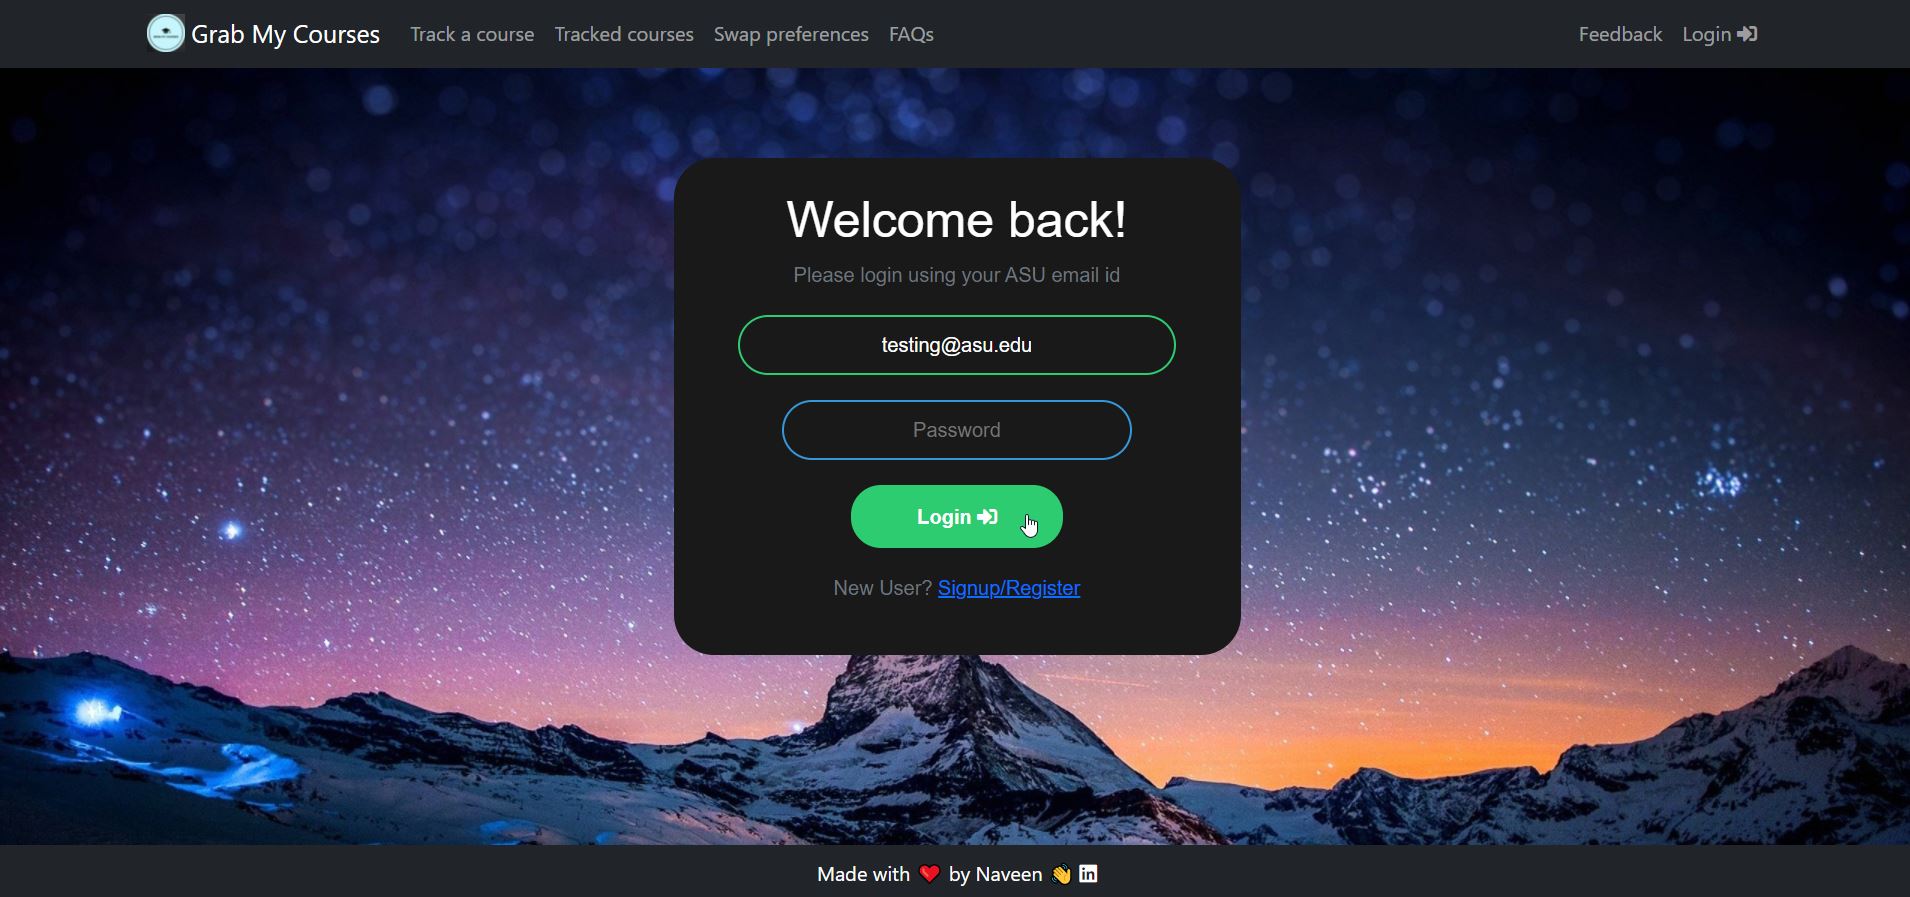 Grab My Courses Track a course Tracked courses Swap preferences FAQs Feedback Login
Welcome back!
Please login using your ASU email id
testing@asu.edu
Password
Login
New User? Signup/Register
Made with ❤️ by Naveen 👋 in